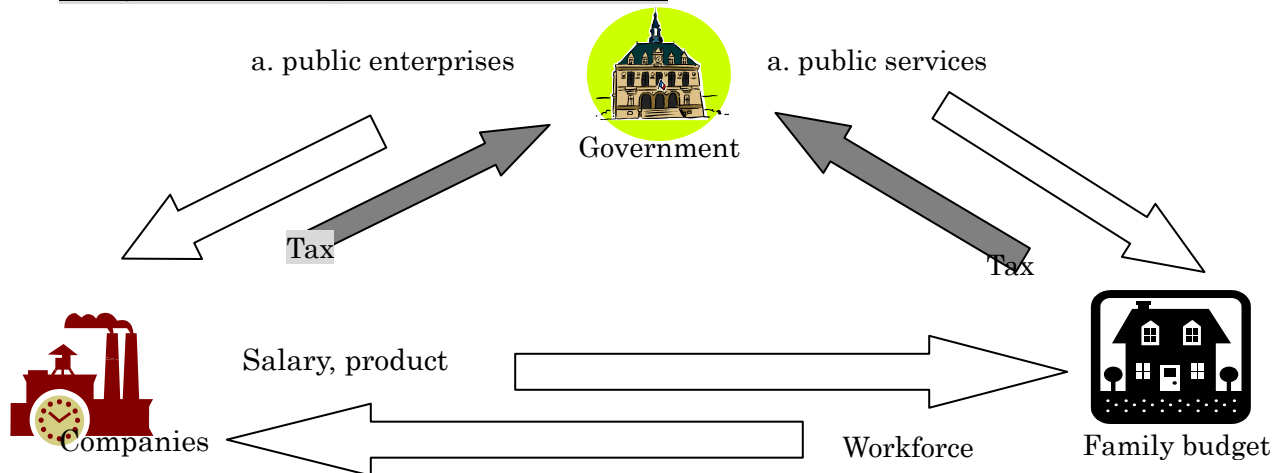 a. public enterprises
a. public services
Government
Tax
Tax
Salary, product
Companies
Workforce
Family budget